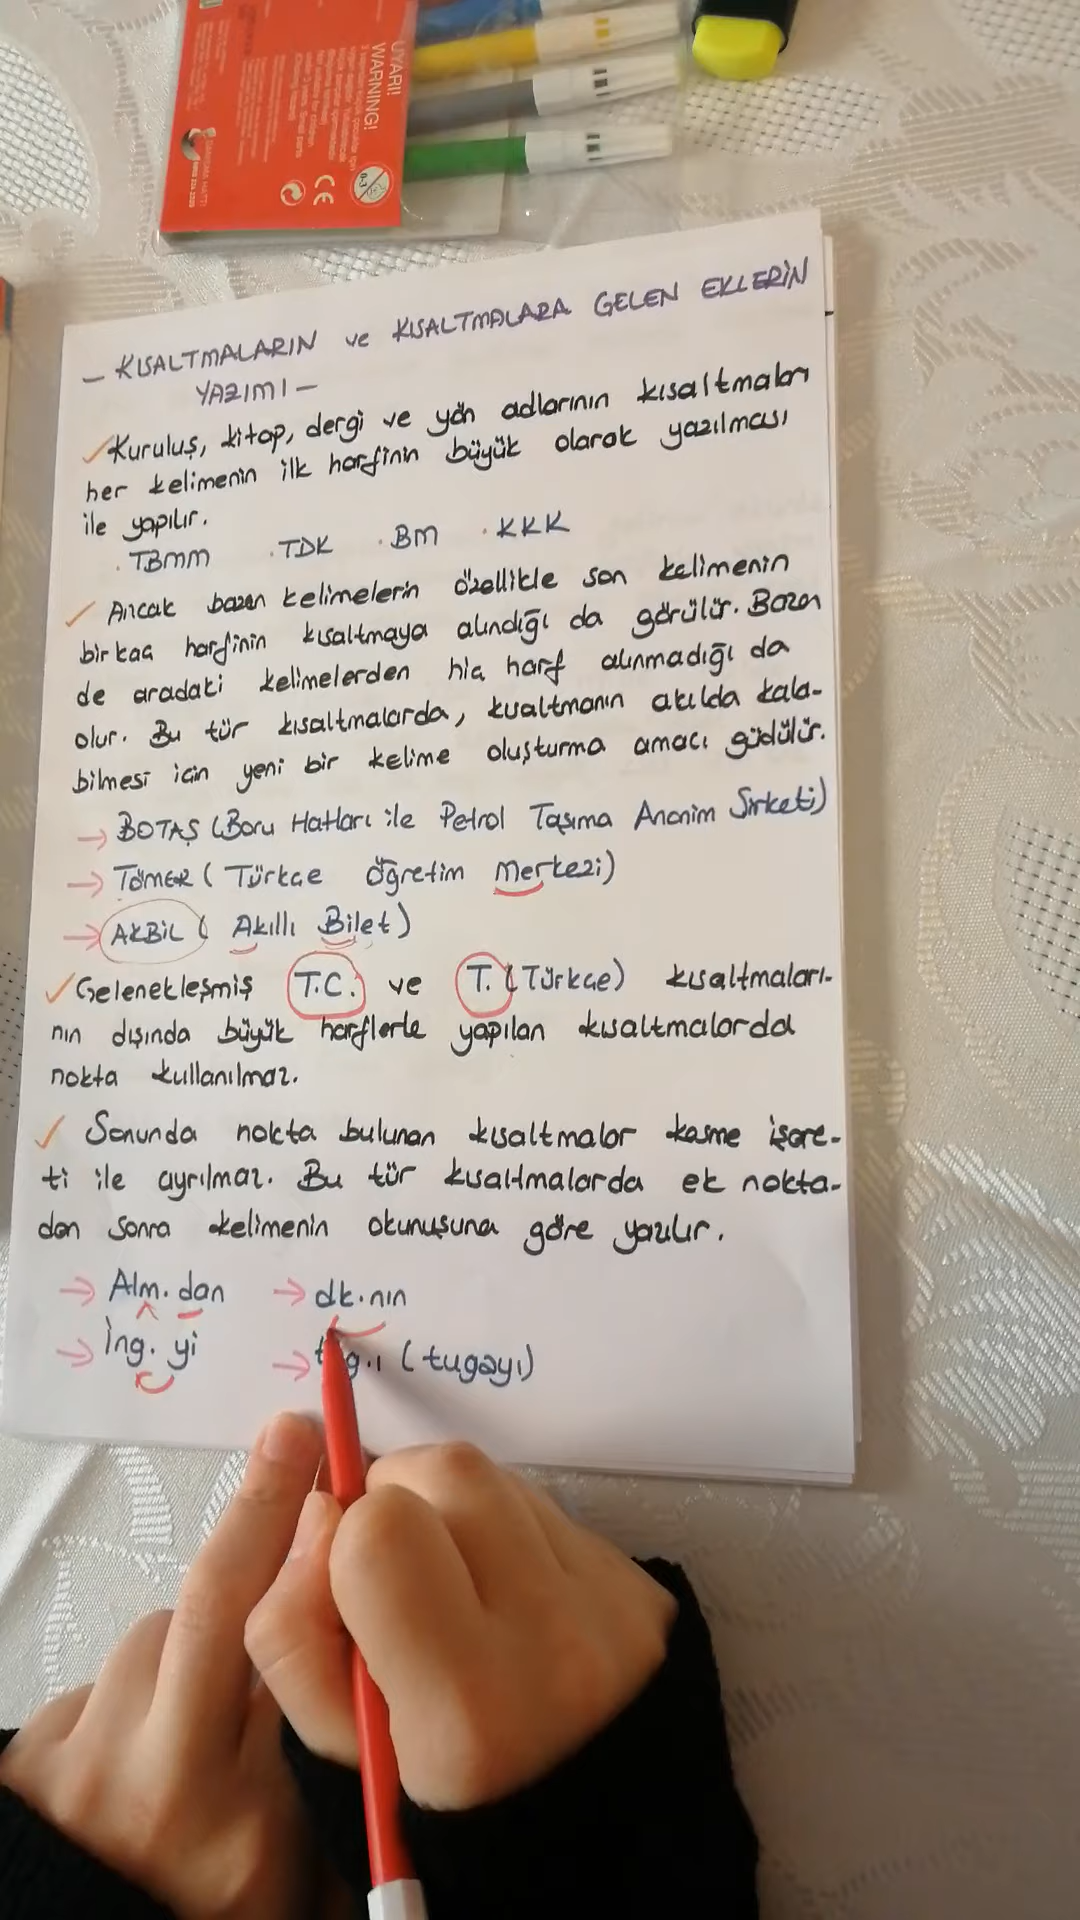 UYARI!
WARNING!
CE
0-3
- KISALTMALARIN ve KISALTMALARA GELEN EKLERİN
YAZIMI -
✓Kuruluş, kitap, dergi ve yön adlarının kısaltmaları
her kelimenin ilk harfinin büyük olarak yazılması
ile yapılır.
. TBMM . TDK . BM . KKK
✓ Ancak bazen kelimelerin özellikle son kelimenin
birkaç harfinin kısaltmaya alındığı da görülür. Bazen
de aradaki kelimelerden hiç harf alınmadığı da
olur. Bu tür kısaltmalarda, kısaltmanın akılda kala-
bilmesi için yeni bir kelime oluşturma amacı güdülür.
→ BOTAŞ (Boru Hatları ile Petrol Taşıma Anonim Şirketi)
→ TÖMER ( Türkçe Öğretim Merkezi)
→ AKBİL ( Akıllı Bilet )
✓Gelenekleşmiş T.C. ve T. (Türkçe) kısaltmaları-
nın dışında büyük harflerle yapılan kısaltmalarda
nokta kullanılmaz.
✓ Sonunda nokta bulunan kısaltmalar kesme işare-
ti ile ayrılmaz. Bu tür kısaltmalarda ek nokta-
dan sonra kelimenin okunuşuna göre yazılır.
→ Alm. dan → dk.nın
→ İng. yi → g.ı (tugayı)